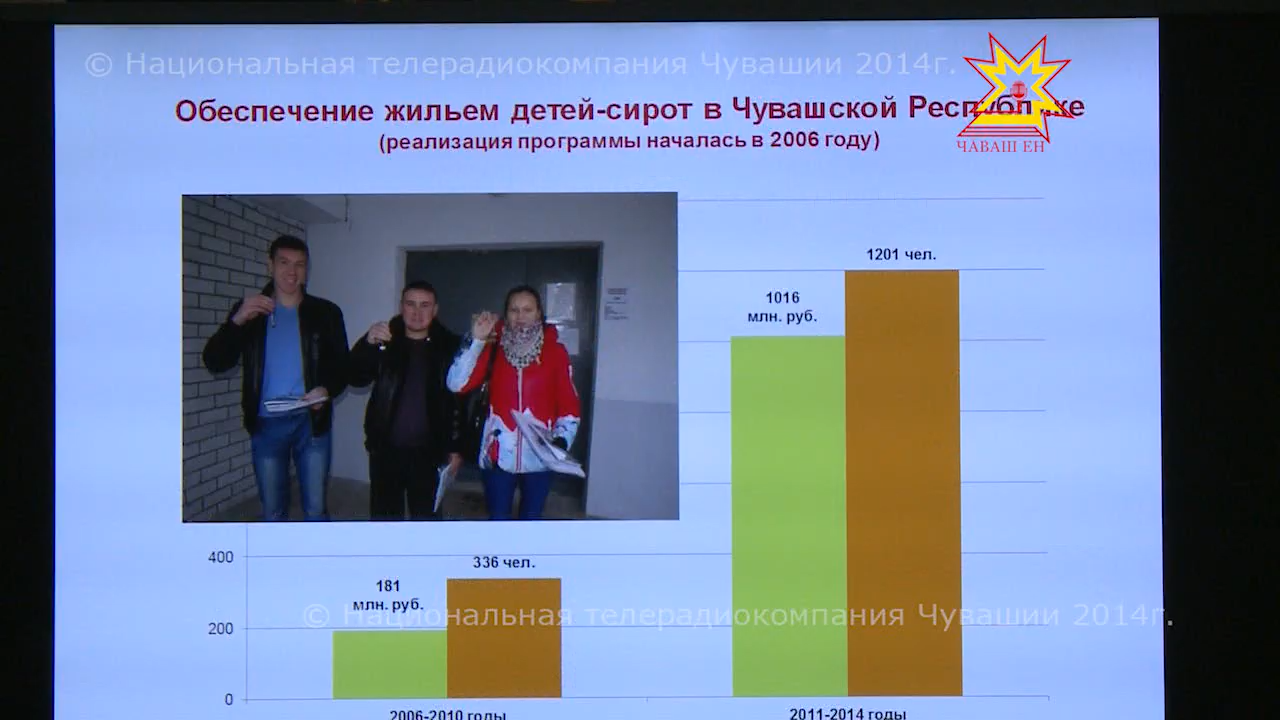 © Национальная телерадиокомпания Чувашии 2014г.
Обеспечение жильем детей-сирот в Чувашской Республике
(реализация программы началась в 2006 году)
ЧАВАШ ЕН
1201 чел.
1016
млн. руб.
400
336 чел.
181
млн. руб.
© Национальная телерадиокомпания Чувашии 2014г.
200
0
2006-2010 годы
2011-2014 годы